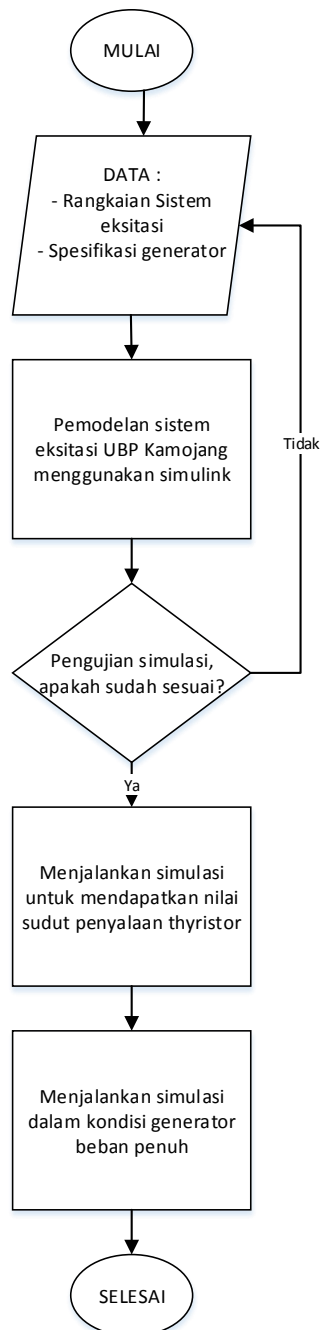 MULAI
DATA :
- Rangkaian Sistem
eksitasi
- Spesifikasi generator
Pemodelan sistem
eksitasi UBP Kamojang
menggunakan simulink
Tidak
Pengujian simulasi,
apakah sudah sesuai?
Ya
Menjalankan simulasi
untuk mendapatkan nilai
sudut penyalaan thyristor
Menjalankan simulasi
dalam kondisi generator
beban penuh
SELESAI